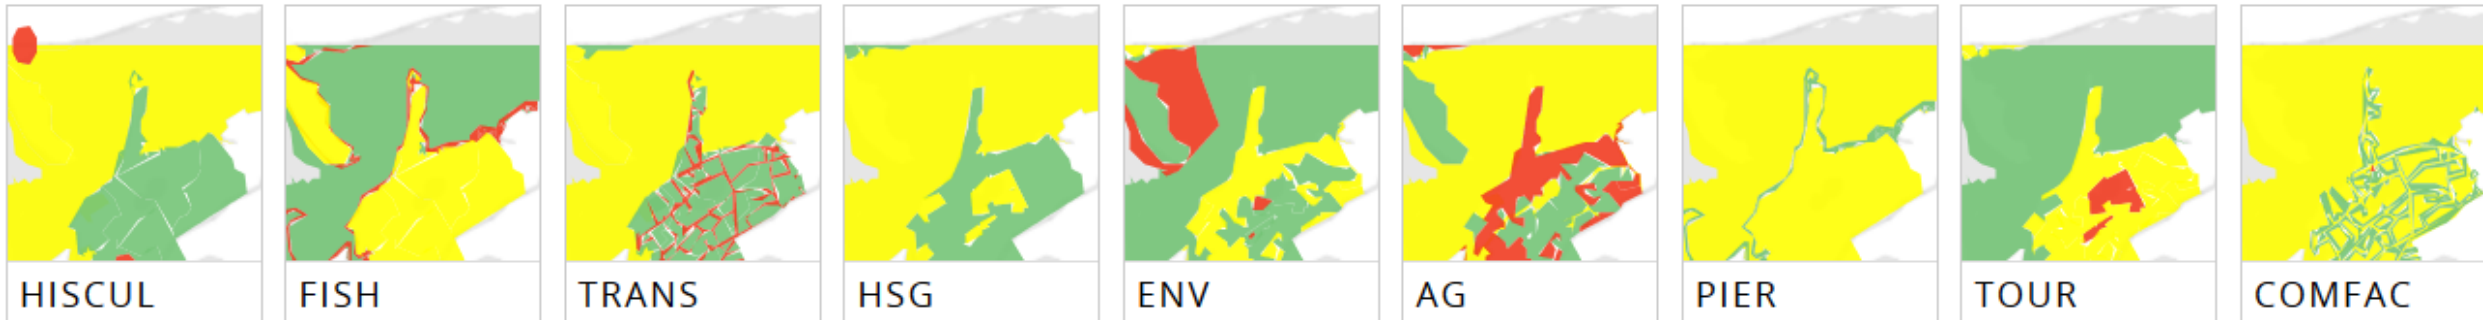 HISCUL FISH TRANS HSG ENV AG PIER TOUR COMFAC